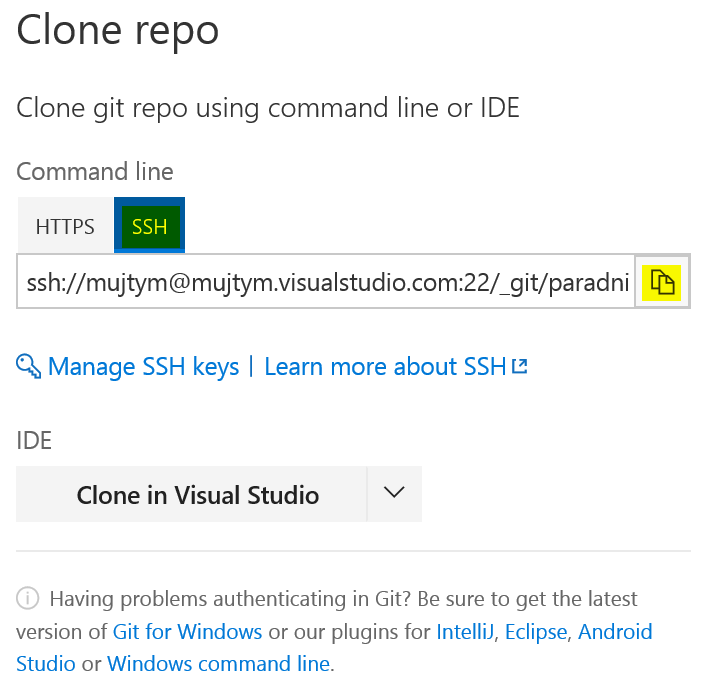 Clone repo
Clone git repo using command line or IDE
Command line
HTTPS SSH
ssh://mujtym@mujtym.visualstudio.com:22/_git/paradni
Manage SSH keys | Learn more about SSH
IDE
Clone in Visual Studio
Having problems authenticating in Git? Be sure to get the latest
version of Git for Windows or our plugins for IntelliJ, Eclipse, Android
Studio or Windows command line.